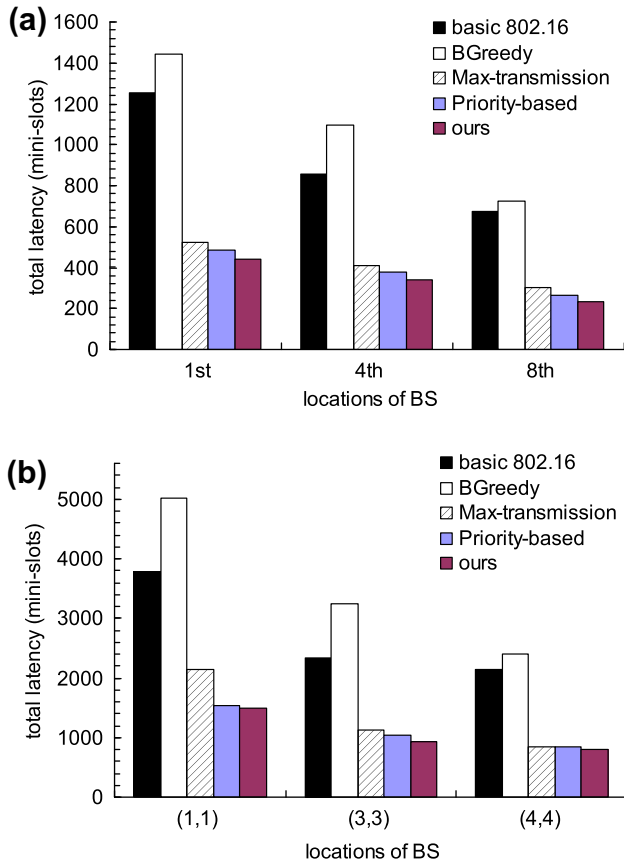 (a)
total latency (mini-slots)
1600
1400
1200
1000
800
600
400
200
0
basic 802.16
BGreedy
Max-transmission
Priority-based
ours
1st 4th 8th
locations of BS
(b)
total latency (mini-slots)
5000
4000
3000
2000
1000
0
basic 802.16
BGreedy
Max-transmission
Priority-based
ours
(1,1) (3,3) (4,4)
locations of BS